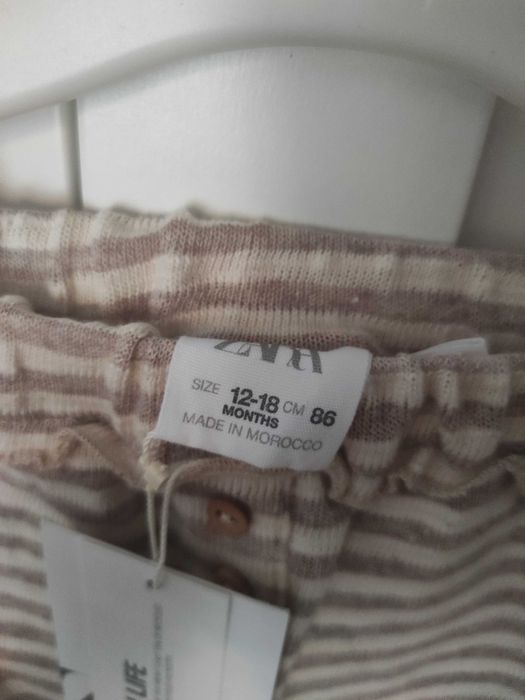 ZARA
SIZE 12-18 CM 86
MONTHS
MADE IN MOROCCO
LIFE